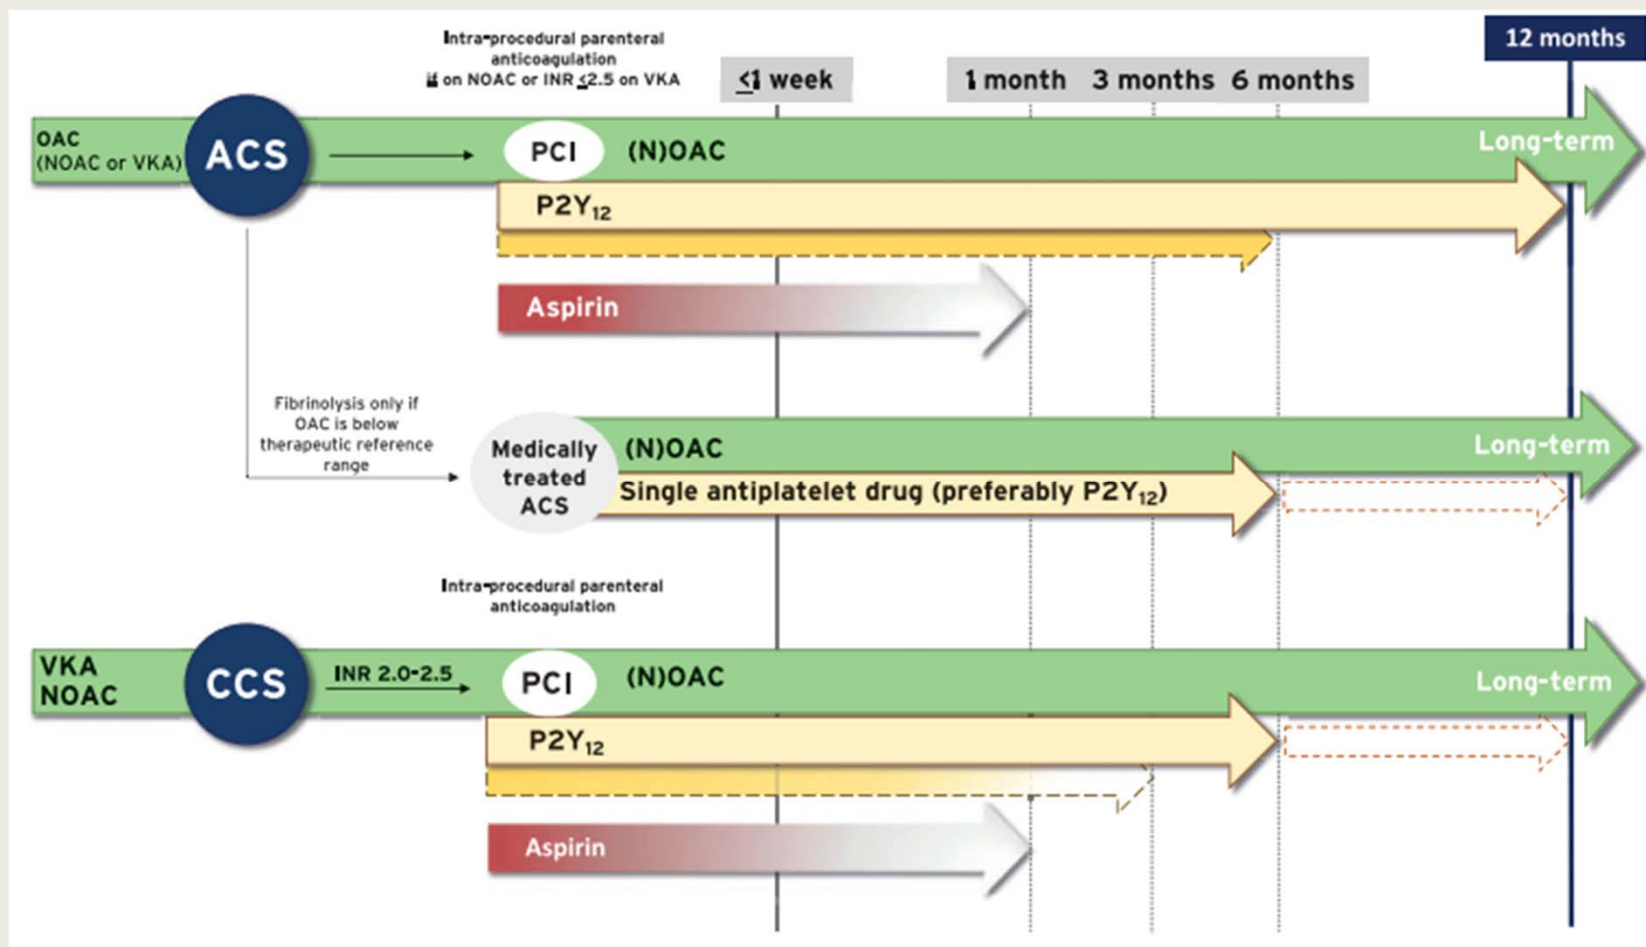 Intra-procedural parenteral
anticoagulation
if on NOAC or INR ≤2.5 on VKA
≤1 week
1 month 3 months 6 months
12 months
OAC
(NOAC or VKA)
ACS
PCI
(N)OAC
Long-term
P2Y12
Aspirin
Fibrinolysis only if
OAC is below
therapeutic reference
range
Medically
treated
ACS
(N)OAC
Long-term
Single antiplatelet drug (preferably P2Y12)
Intra-procedural parenteral
anticoagulation
VKA
NOAC
CCS
INR 2.0-2.5
PCI
(N)OAC
Long-term
P2Y12
Aspirin